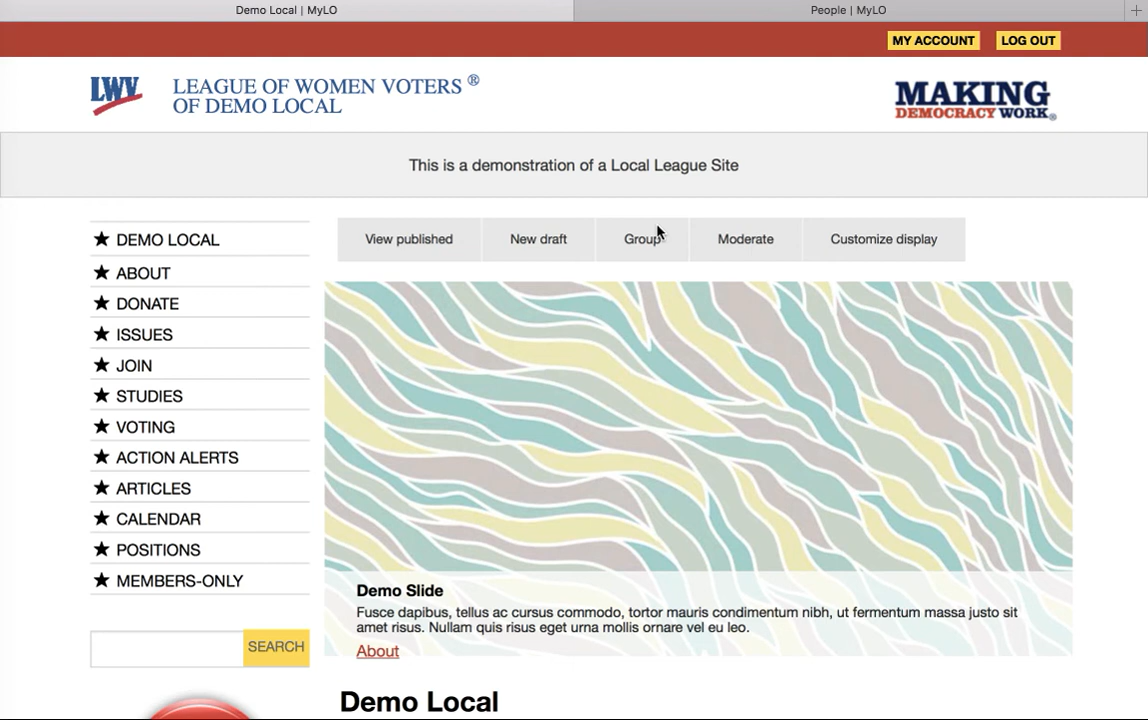 Demo Local | MyLO
People | MyLO
MY ACCOUNT
LOG OUT
LWV
LEAGUE OF WOMEN VOTERS ®
OF DEMO LOCAL
MAKING
DEMOCRACY WORK®
This is a demonstration of a Local League Site
DEMO LOCAL
ABOUT
DONATE
ISSUES
JOIN
STUDIES
VOTING
ACTION ALERTS
ARTICLES
CALENDAR
POSITIONS
MEMBERS-ONLY
SEARCH
View published
New draft
Group
Moderate
Customize display
Demo Slide
Fusce dapibus, tellus ac cursus commodo, tortor mauris condimentum nibh, ut fermentum massa justo sit
amet risus. Nullam quis risus eget urna mollis ornare vel eu leo.
About
Demo Local